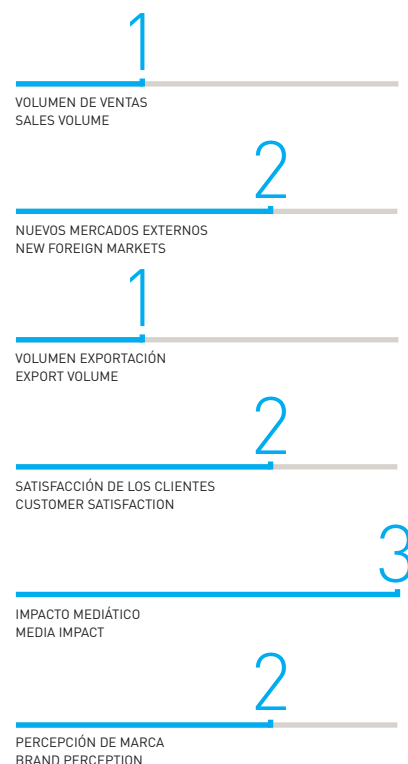 1
VOLUMEN DE VENTAS
SALES VOLUME
2
NUEVOS MERCADOS EXTERNOS
NEW FOREIGN MARKETS
1
VOLUMEN EXPORTACIÓN
EXPORT VOLUME
2
SATISFACCIÓN DE LOS CLIENTES
CUSTOMER SATISFACTION
3
IMPACTO MEDIÁTICO
MEDIA IMPACT
2
PERCEPCIÓN DE MARCA
BRAND PERCEPTION